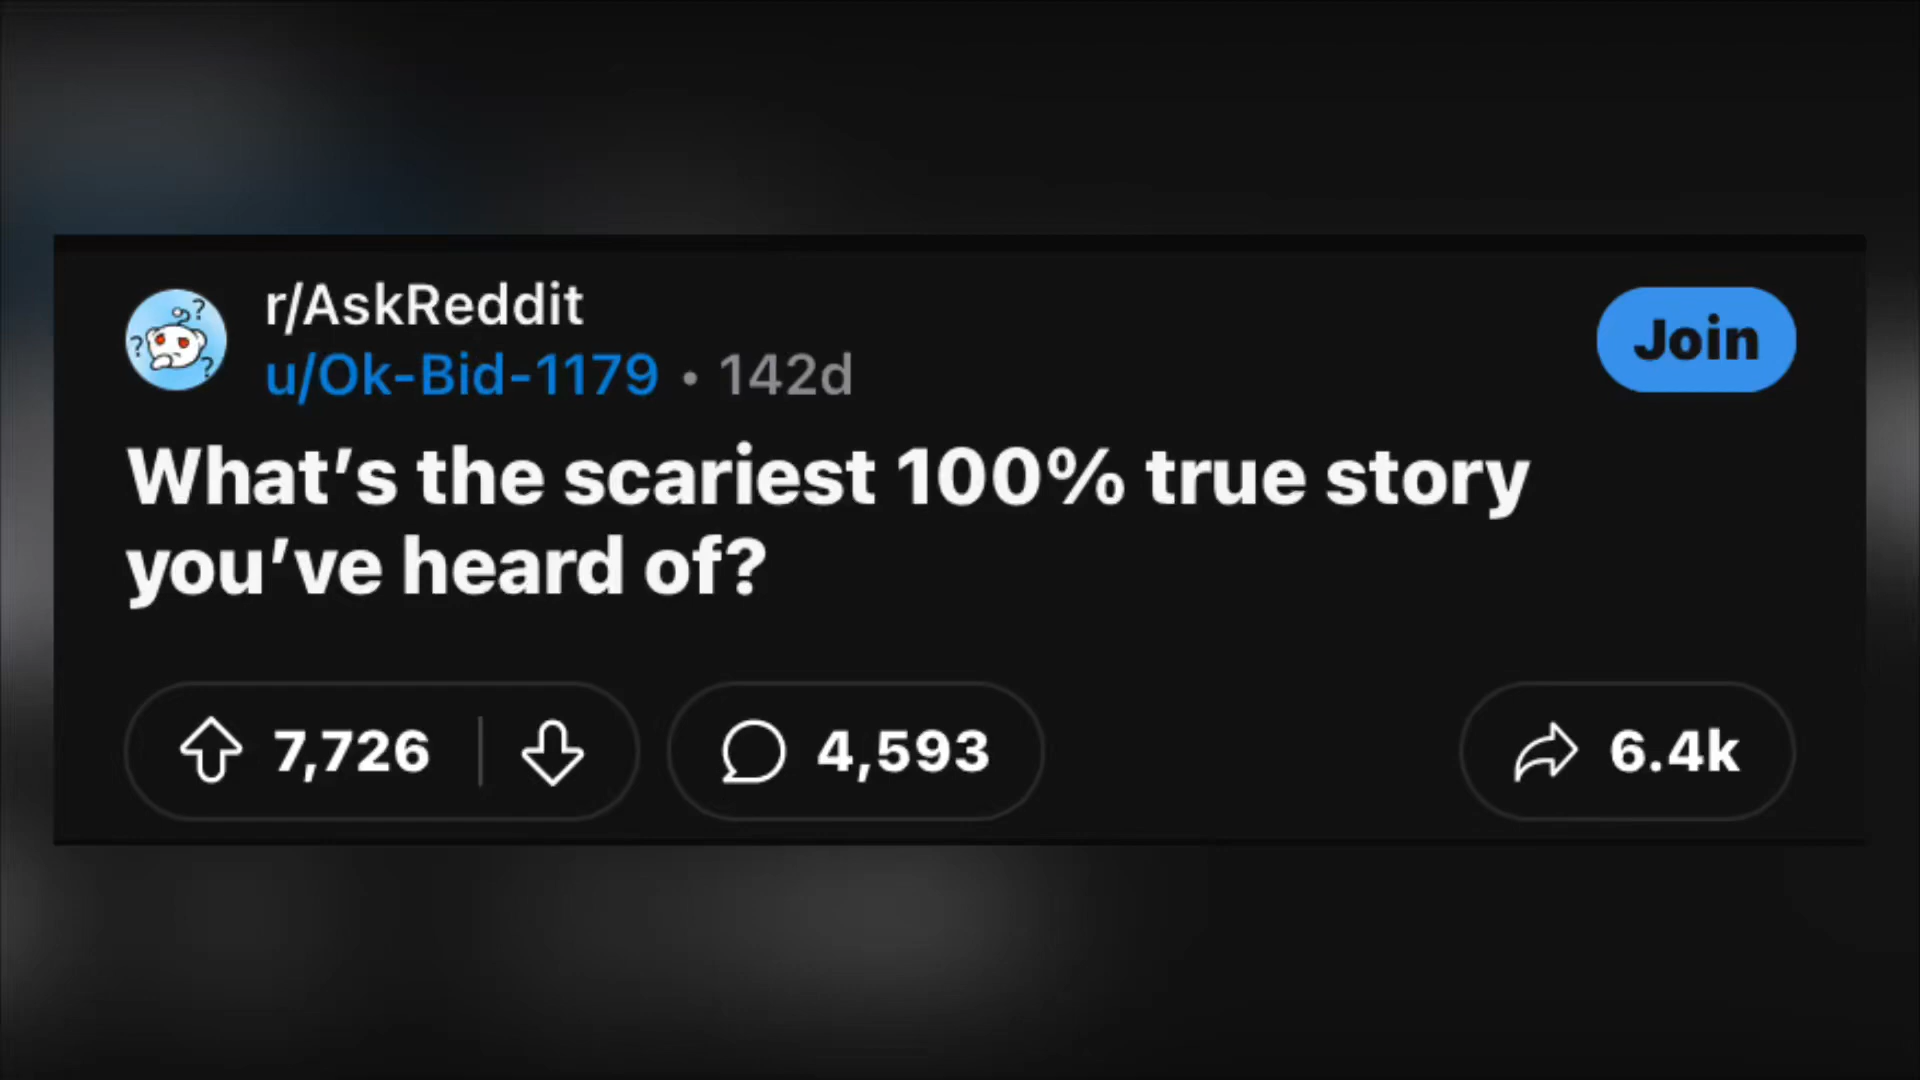 r/AskReddit
u/Ok-Bid-1179 • 142d
Join
What’s the scariest 100% true story
you’ve heard of?
7,726
4,593
6.4k